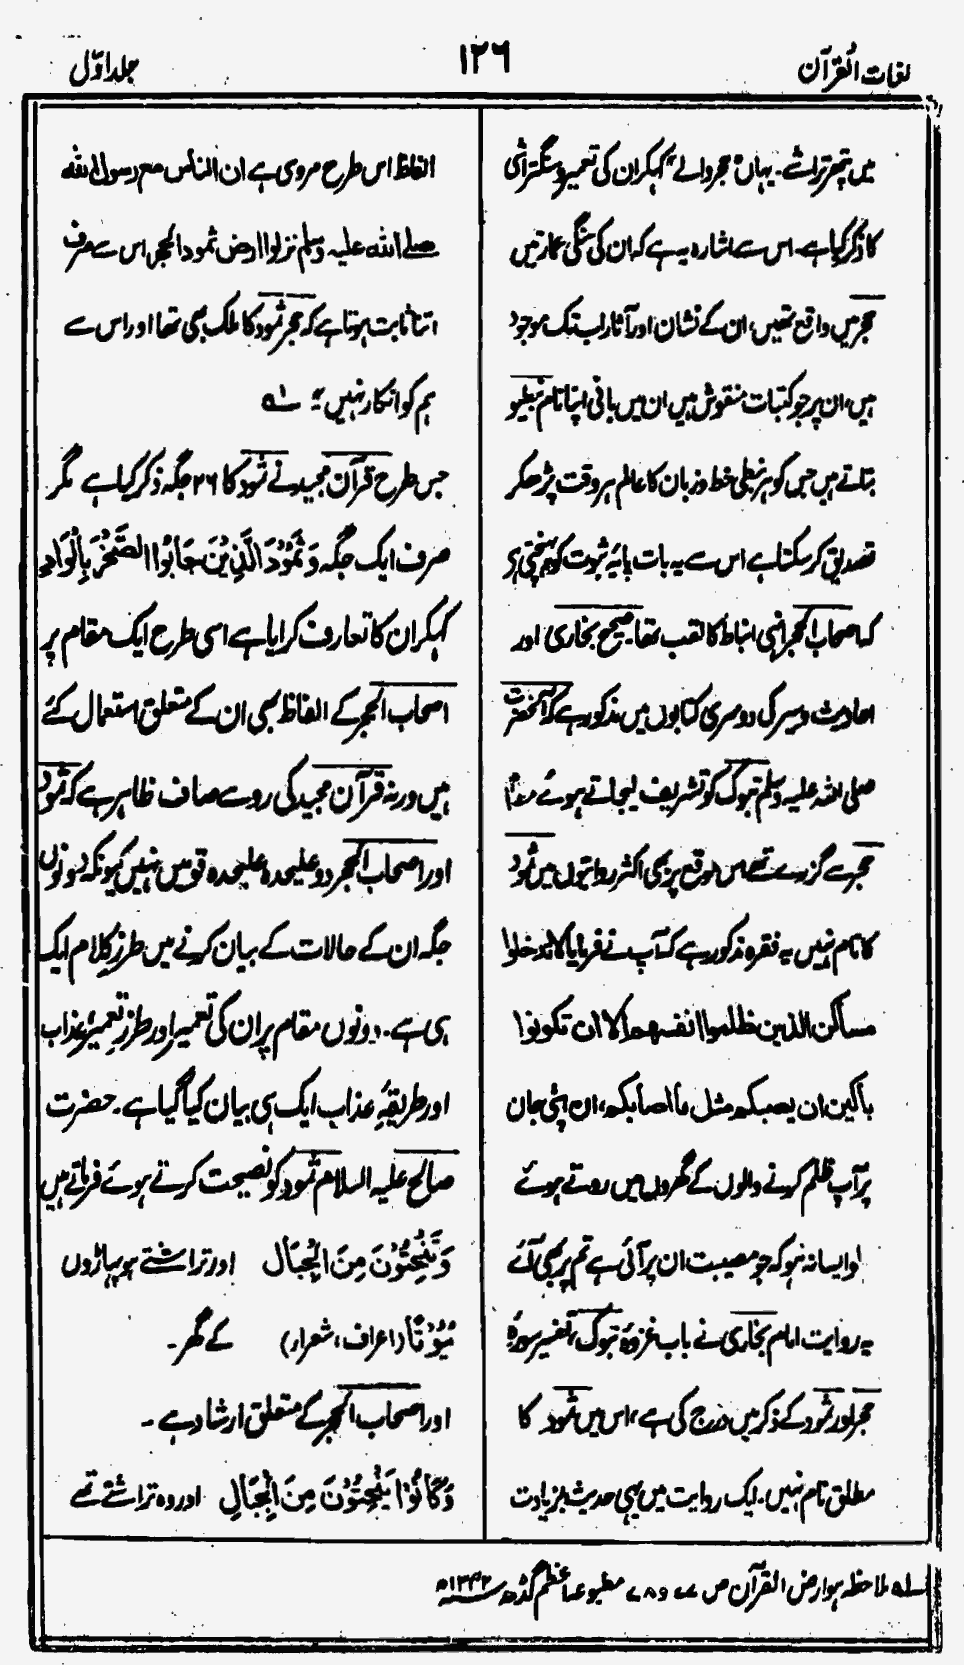 لغات القرآن
۱۲۶
جلد اوّل
میں پتھر تراشے۔ یہاں "حجر والے" کہکر ان کی تعمیر و سنگتراشی
کا ذکر کیا ہے۔ اس سے اشارہ یہ ہے کہ ان کی سنگی عمارتیں
حجر میں واقع تھیں، ان کے نشان اور آثار اب تک موجود
ہیں، ان پر جو کتبات منقوش ہیں ان میں بانی اپنا نام نبطیو
بتاتے ہیں جس کو ہر نبطی خط و زبان کا عالم ہر وقت پڑھکر
تصدیق کر سکتا ہے اس سے یہ بات پایۂ ثبوت کو پہنچتی ہے
کہ اصحاب الحجر انہی انباط کا لقب تھا۔ صحیح بخاری اور
احادیث و سیر کی دوسری کتابوں میں مذکور ہے کہ آنحضرت
صلی اللہ علیہ وسلم تبوک کو تشریف لیجاتے ہوئے مقام
حجر سے گزرے تھے اس موقع پر بھی اکثر روایتوں میں ثمود
کا نام نہیں یہ فقرہ مذکور ہے کہ آپ نے فرمایا لا تدخلوا
مساکن الذین ظلموا انفسھم الا ان تکونوا
باکین ان یصیبکم مثل ما اصابکم، ان اپنی جان
پر آپ ظلم کرنے والوں کے گھروں میں روتے ہوئے
او ایسا نہ ہو کہ جو مصیبت ان پر آئی ہے تم پر بھی آئے
یہ روایت امام بخاری نے باب غزوۂ تبوک، تفسیر سورۂ
حجر اور ثمود کے ذکر میں درج کی ہے، اس میں ثمود کا
مطلق نام نہیں۔ ایک روایت میں یہی حدیث بزیادت
الفاظ اس طرح مروی ہے ان الناس مع رسول اللہ
صلے اللہ علیہ وسلم نزلوا ارض ثمود الحجر اس سے صرف
اتنا ثابت ہوتا ہے کہ حجر ثمود کا ملک بھی تھا اور اس سے
ہم کو انکار نہیں" ؎۱
جس طرح قرآن مجید نے ثمود کا ۲۶ جگہ ذکر کیا ہے مگر
صرف ایک جگہ وَثَمُوْدَ الَّذِيْنَ جَابُوا الصَّخْرَ بِالْوَادِ
کہکر ان کا تعارف کرایا ہے اسی طرح ایک مقام پر
اصحاب الحجر کے الفاظ بھی ان کے متعلق استعمال کئے
ہیں ورنہ قرآن مجید کی رو سے صاف ظاہر ہے کہ ثمود
اور اصحاب الحجر دو علیحدہ علیحدہ قومیں نہیں کیونکہ دونوں
جگہ ان کے حالات کے بیان کرنے میں طرز کلام ایک
ہی ہے۔ دونوں مقام پر ان کی تعمیر اور طرز تعمیر، عذاب
اور طریقۂ عذاب ایک ہی بیان کیا گیا ہے۔ حضرت
صالح علیہ السلام ثمود کو نصیحت کرتے ہوئے فرماتے ہیں
وَتَنْحِتُوْنَ مِنَ الْجِبَالِ اور تراشتے ہو پہاڑوں
بُيُوْتًا (اعراف، شعراء) کے گھر۔
اور اصحاب الحجر کے متعلق ارشاد ہے۔
وَكَانُوْا يَنْحِتُوْنَ مِنَ الْجِبَالِ اور وہ تراشتے تھے
؎۱ ملاحظہ ہو ارض القرآن ص ۷۷ و ۷۸ مطبوعہ اعظم گڈھ ۱۳۴۲ھ